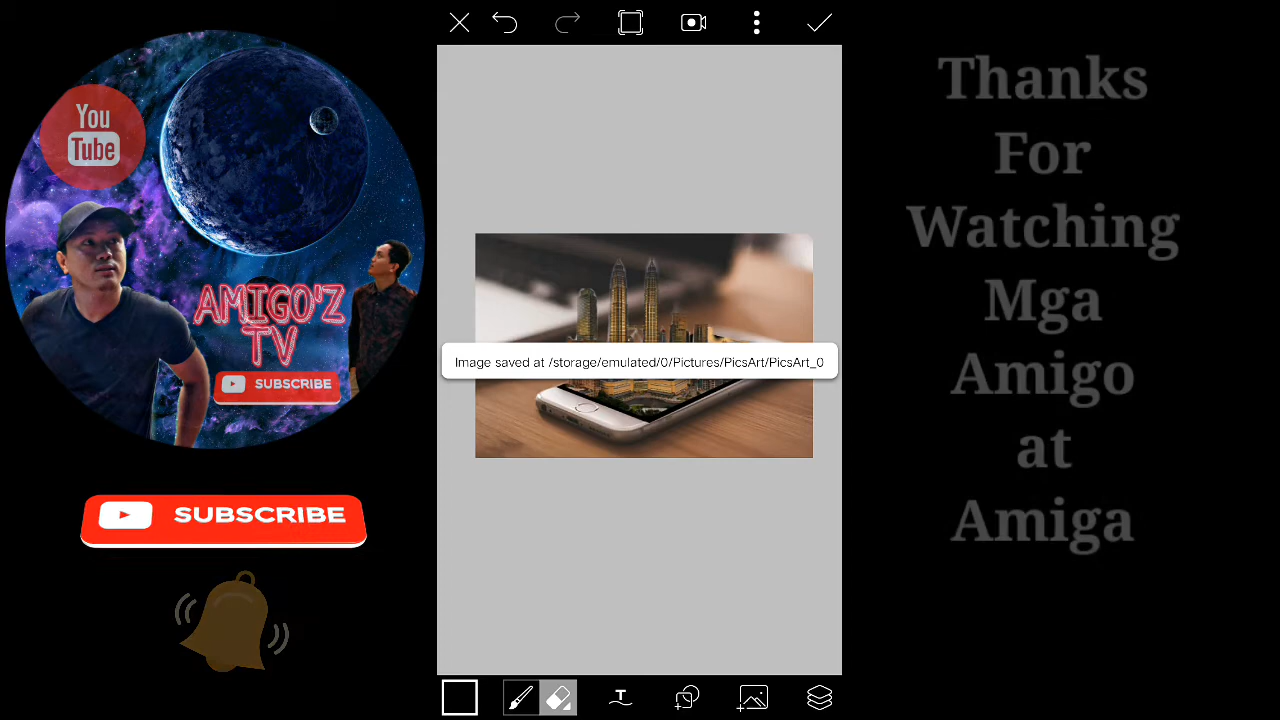 You
Tube
AMIGO'Z
TV
SUBSCRIBE
SUBSCRIBE
Image saved at /storage/emulated/0/Pictures/PicsArt/PicsArt_0
T
Thanks
For
Watching
Mga
Amigo
at
Amiga